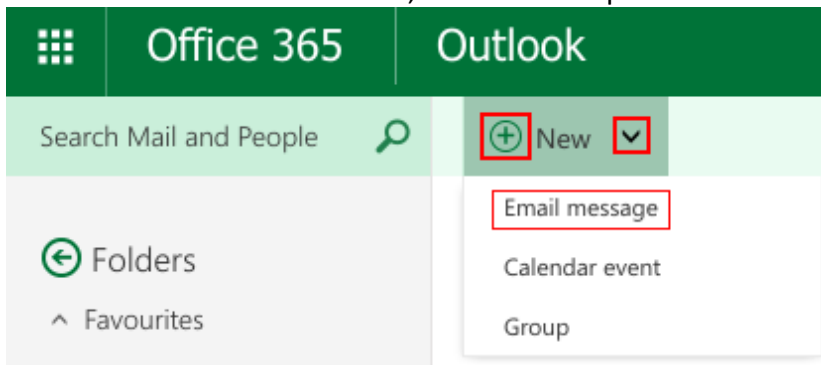 Office 365 Outlook
Search Mail and People
New
Email message
Folders
Calendar event
Favourites
Group